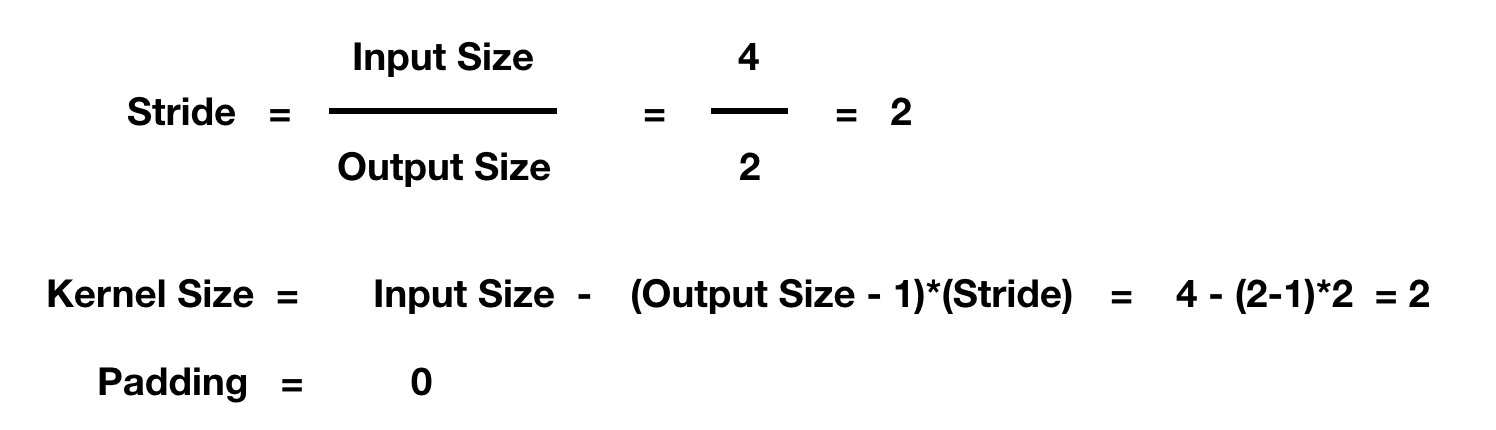 Input Size 4
Stride = = = 2
Output Size 2
Kernel Size = Input Size - (Output Size - 1)*(Stride) = 4 - (2-1)*2 = 2
Padding = 0